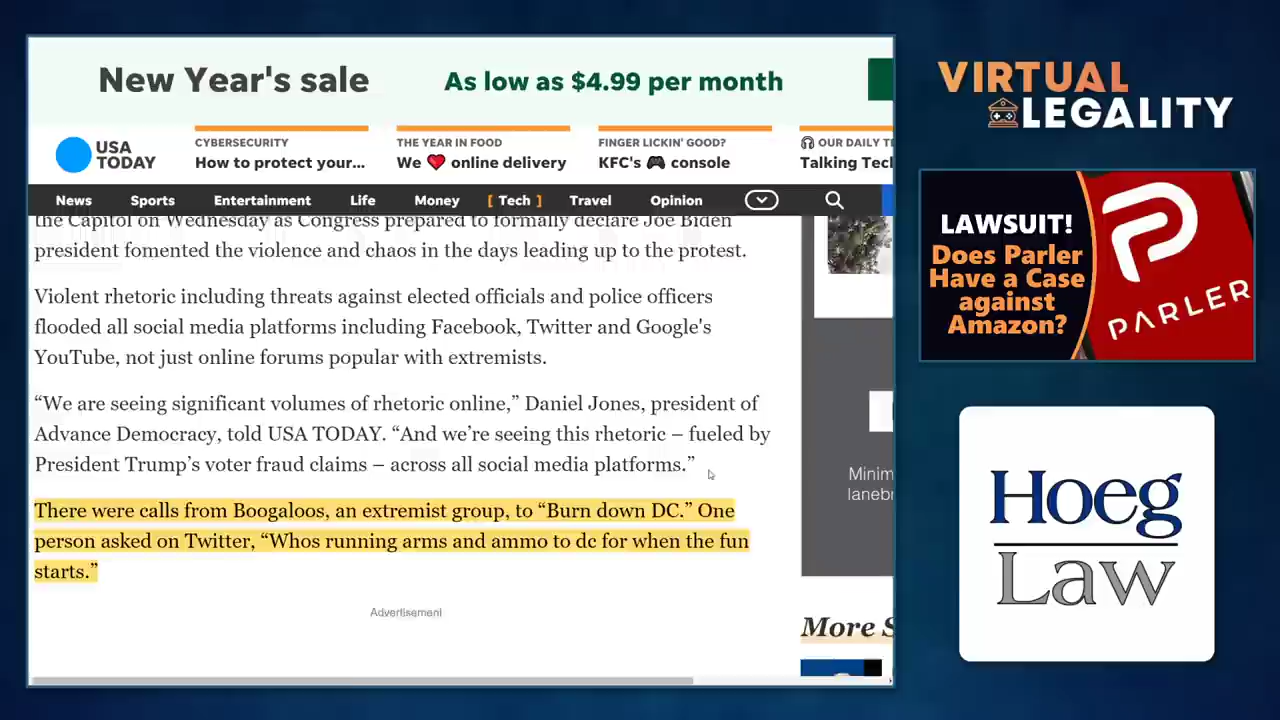 New Year's sale
As low as $4.99 per month
USA
TODAY
CYBERSECURITY
How to protect your...
THE YEAR IN FOOD
We ❤️ online delivery
FINGER LICKIN' GOOD?
KFC's 🎮 console
🎧 OUR DAILY T
Talking Tec
News Sports Entertainment Life Money [ Tech ] Travel Opinion
the Capitol on Wednesday as Congress prepared to formally declare Joe Biden
president fomented the violence and chaos in the days leading up to the protest.
Violent rhetoric including threats against elected officials and police officers
flooded all social media platforms including Facebook, Twitter and Google's
YouTube, not just online forums popular with extremists.
“We are seeing significant volumes of rhetoric online,” Daniel Jones, president of
Advance Democracy, told USA TODAY. “And we’re seeing this rhetoric – fueled by
President Trump’s voter fraud claims – across all social media platforms.”
There were calls from Boogaloos, an extremist group, to “Burn down DC.” One
person asked on Twitter, “Whos running arms and ammo to dc for when the fun
starts.”
Advertisement
Minim
lanebr
More S
VIRTUAL
LEGALITY
LAWSUIT!
Does Parler
Have a Case
against
Amazon?
PARLER
Hoeg
Law